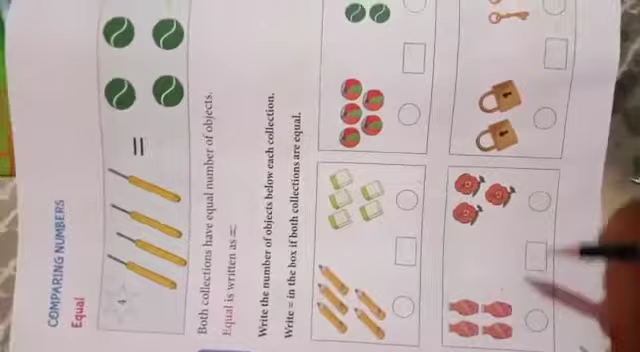 COMPARING NUMBERS
Equal
4
=
Both collections have equal number of objects.
Equal is written as =.
Write the number of objects below each collection.
Write = in the box if both collections are equal.